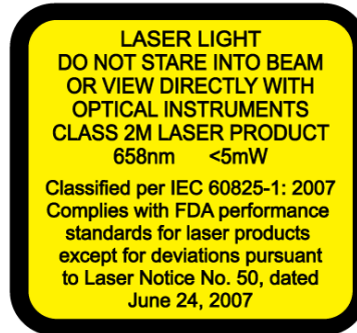 LASER LIGHT
DO NOT STARE INTO BEAM
OR VIEW DIRECTLY WITH
OPTICAL INSTRUMENTS
CLASS 2M LASER PRODUCT
658nm <5mW
Classified per IEC 60825-1: 2007
Complies with FDA performance
standards for laser products
except for deviations pursuant
to Laser Notice No. 50, dated
June 24, 2007